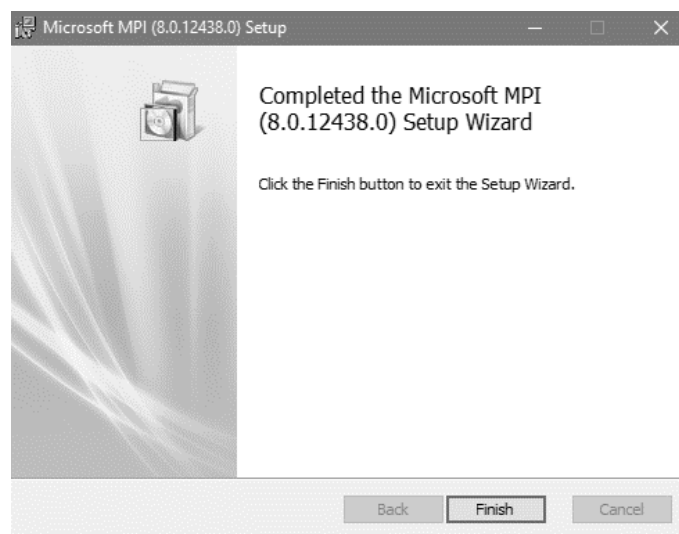 Microsoft MPI (8.0.12438.0) Setup
Completed the Microsoft MPI
(8.0.12438.0) Setup Wizard
Click the Finish button to exit the Setup Wizard.
Back Finish Cancel